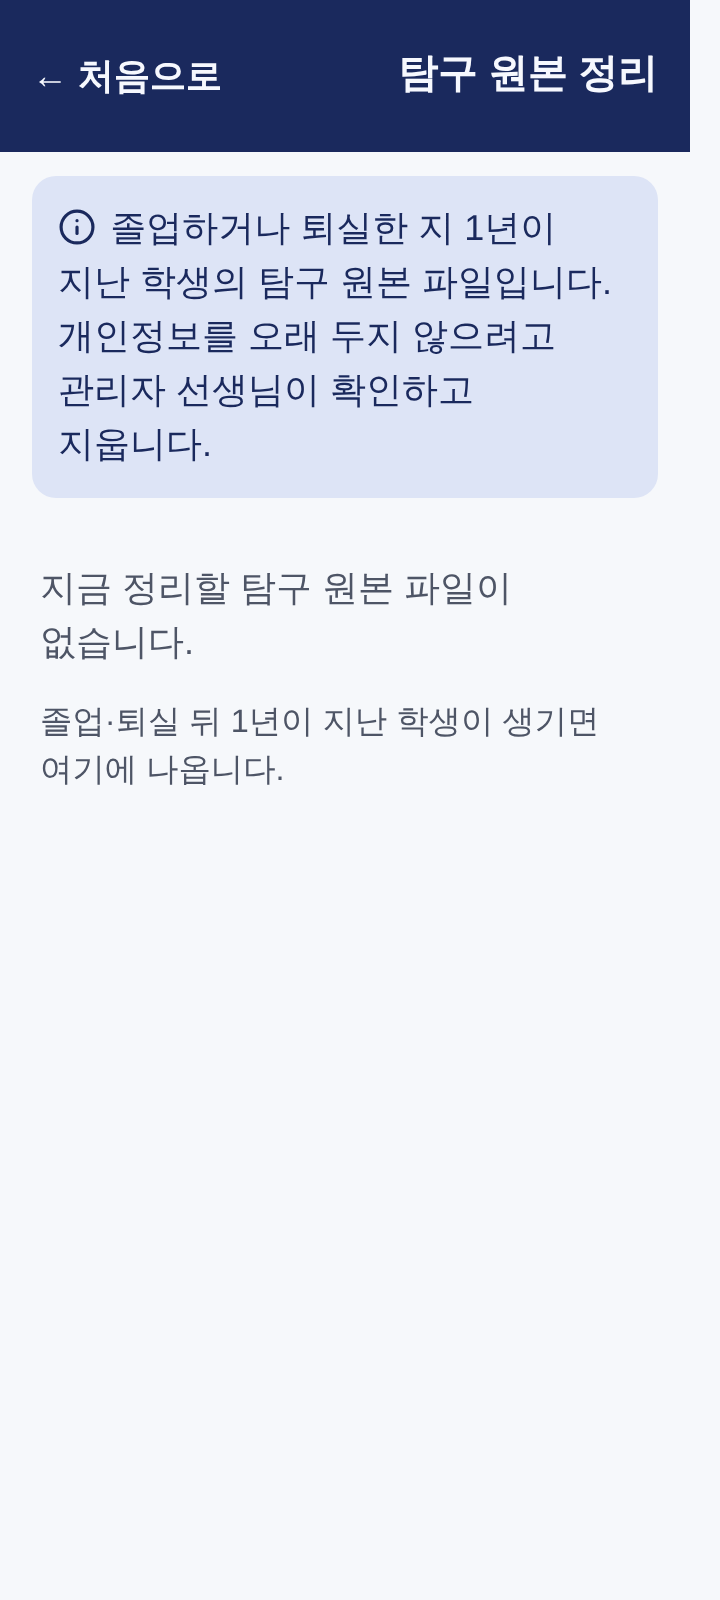 ← 처음으로
탐구 원본 정리
졸업하거나 퇴실한 지 1년이
지난 학생의 탐구 원본 파일입니다.
개인정보를 오래 두지 않으려고
관리자 선생님이 확인하고
지웁니다.
지금 정리할 탐구 원본 파일이
없습니다.
졸업·퇴실 뒤 1년이 지난 학생이 생기면
여기에 나옵니다.